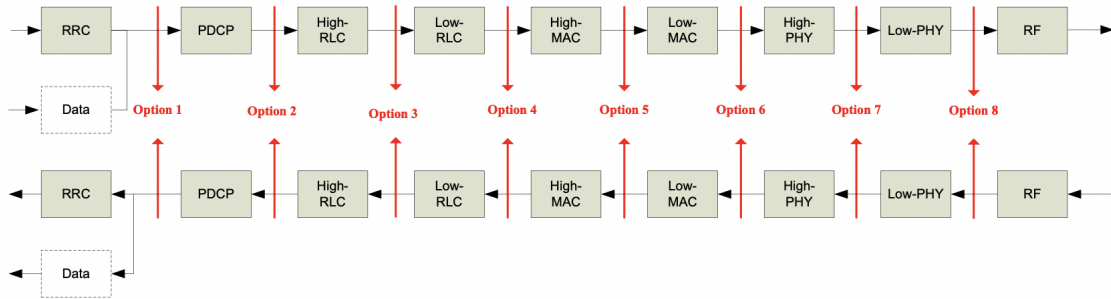 RRC
PDCP
High-
RLC
Low-
RLC
High-
MAC
Low-
MAC
High-
PHY
Low-PHY
RF
Data
Option 1
Option 2
Option 3
Option 4
Option 5
Option 6
Option 7
Option 8
RRC
PDCP
High-
RLC
Low-
RLC
High-
MAC
Low-
MAC
High-
PHY
Low-PHY
RF
Data